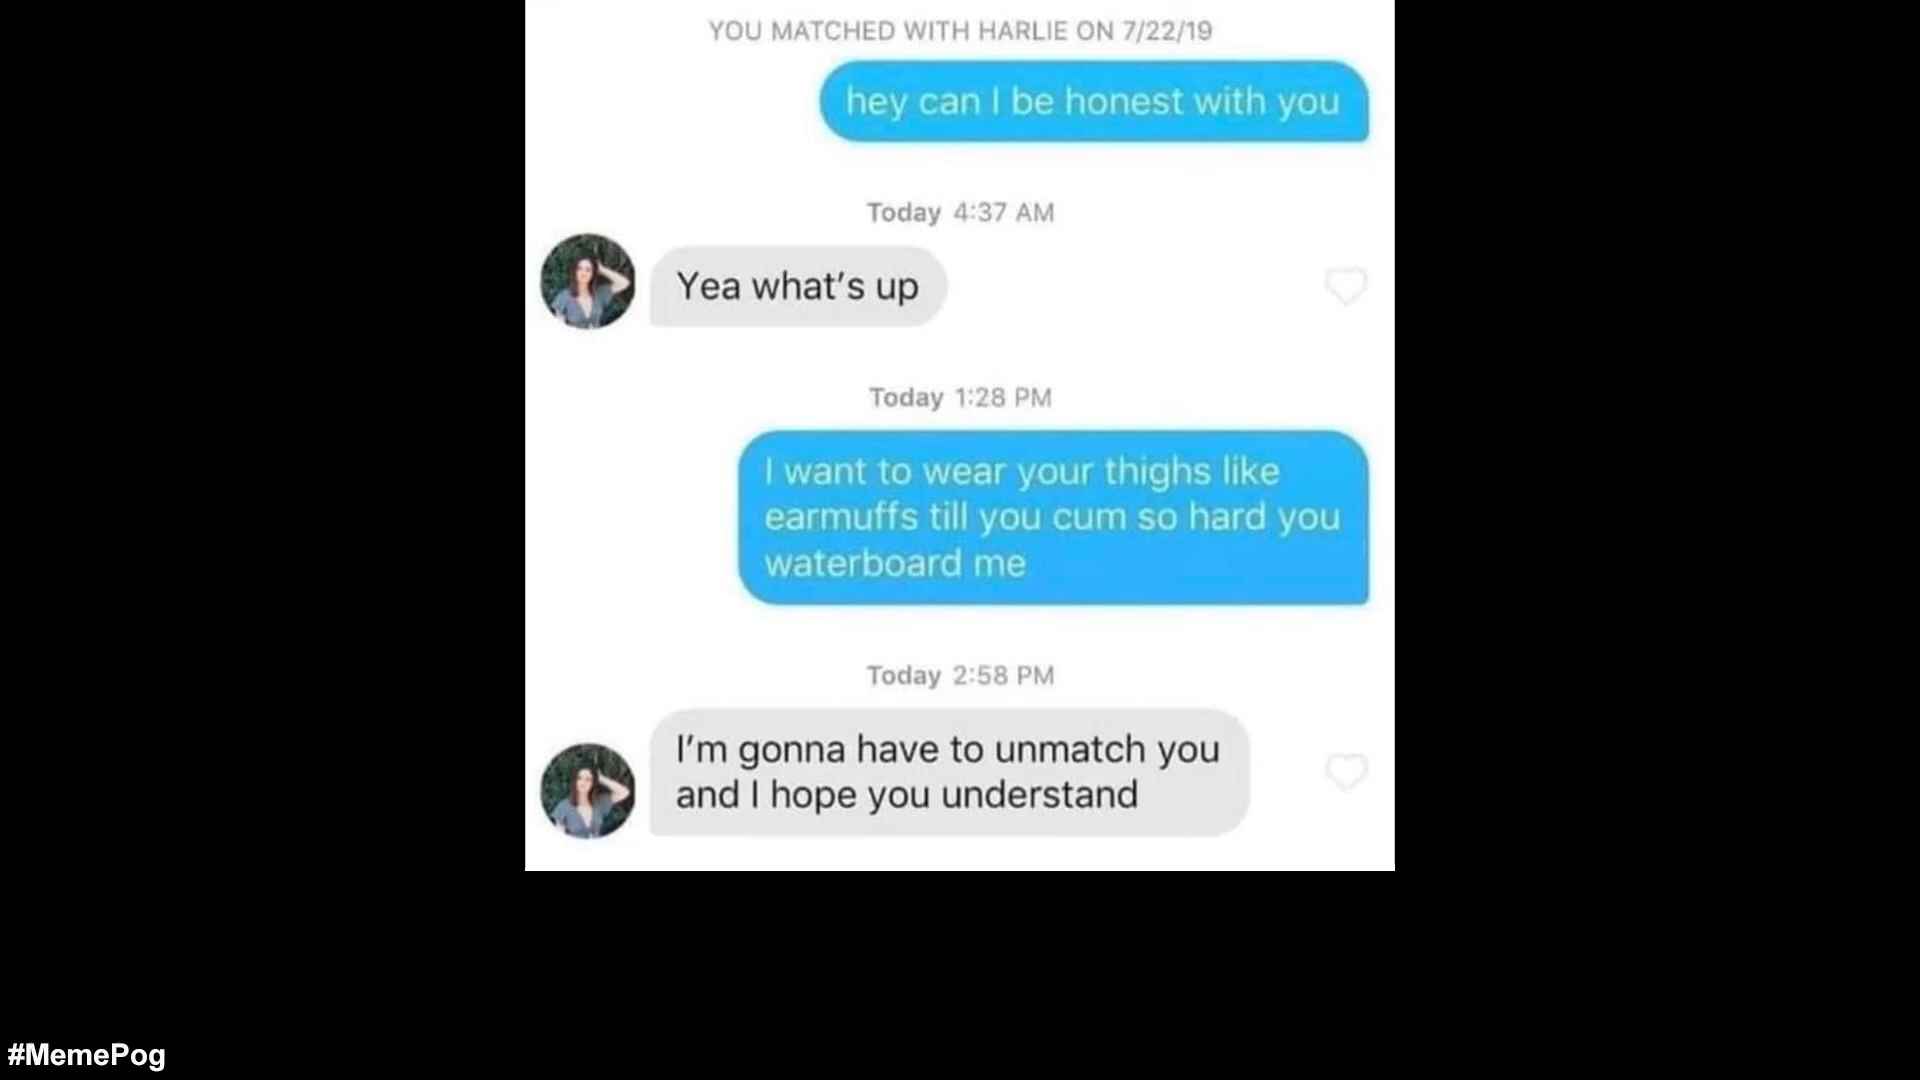 YOU MATCHED WITH HARLIE ON 7/22/19
hey can I be honest with you
Today 4:37 AM
Yea what's up
Today 1:28 PM
I want to wear your thighs like
earmuffs till you cum so hard you
waterboard me
Today 2:58 PM
I'm gonna have to unmatch you
and I hope you understand
#MemePog